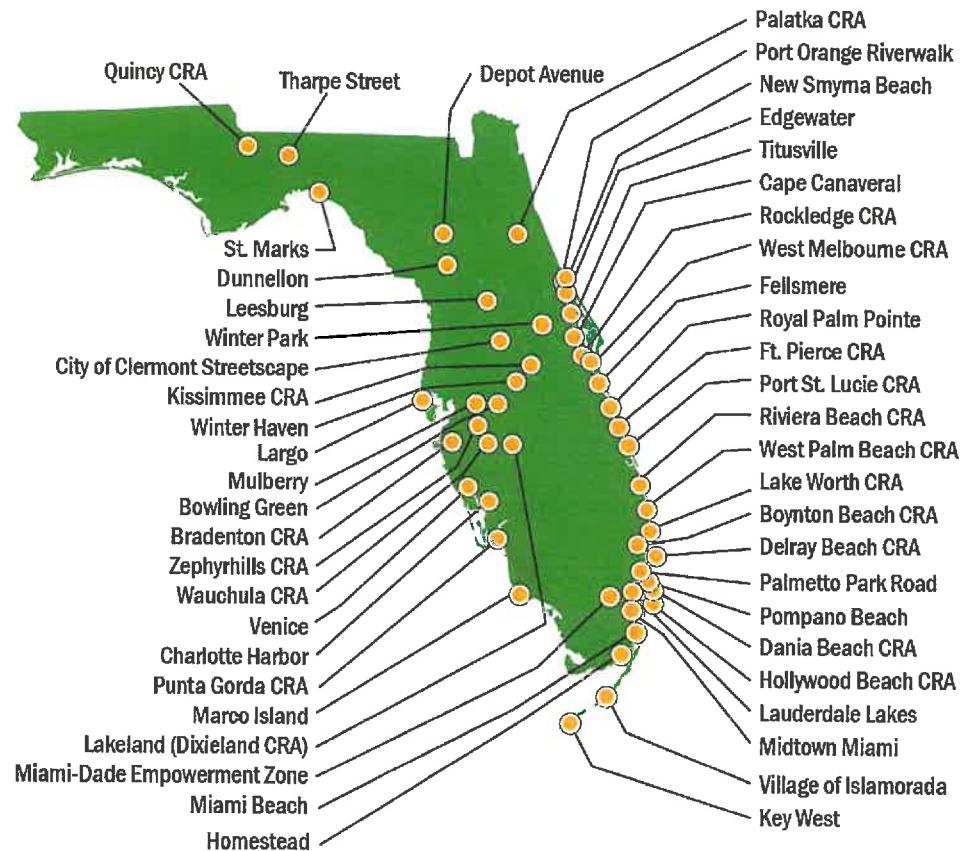 Quincy CRA
Tharpe Street
Depot Avenue
St. Marks
Dunnellon
Leesburg
Winter Park
City of Clermont Streetscape
Kissimmee CRA
Winter Haven
Largo
Mulberry
Bowling Green
Bradenton CRA
Zephyrhills CRA
Wauchula CRA
Venice
Charlotte Harbor
Punta Gorda CRA
Marco Island
Lakeland (Dixieland CRA)
Miami-Dade Empowerment Zone
Miami Beach
Homestead
Palatka CRA
Port Orange Riverwalk
New Smyrna Beach
Edgewater
Titusville
Cape Canaveral
Rockledge CRA
West Melbourne CRA
Fellsmere
Royal Palm Pointe
Ft. Pierce CRA
Port St. Lucie CRA
Riviera Beach CRA
West Palm Beach CRA
Lake Worth CRA
Boynton Beach CRA
Delray Beach CRA
Palmetto Park Road
Pompano Beach
Dania Beach CRA
Hollywood Beach CRA
Lauderdale Lakes
Midtown Miami
Village of Islamorada
Key West